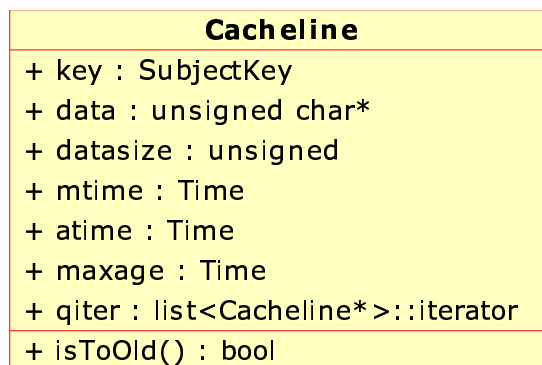 Cacheline
+ key : SubjectKey
+ data : unsigned char*
+ datasize : unsigned
+ mtime : Time
+ atime : Time
+ maxage : Time
+ qiter : list<Cacheline*>::iterator
+ isToOld() : bool